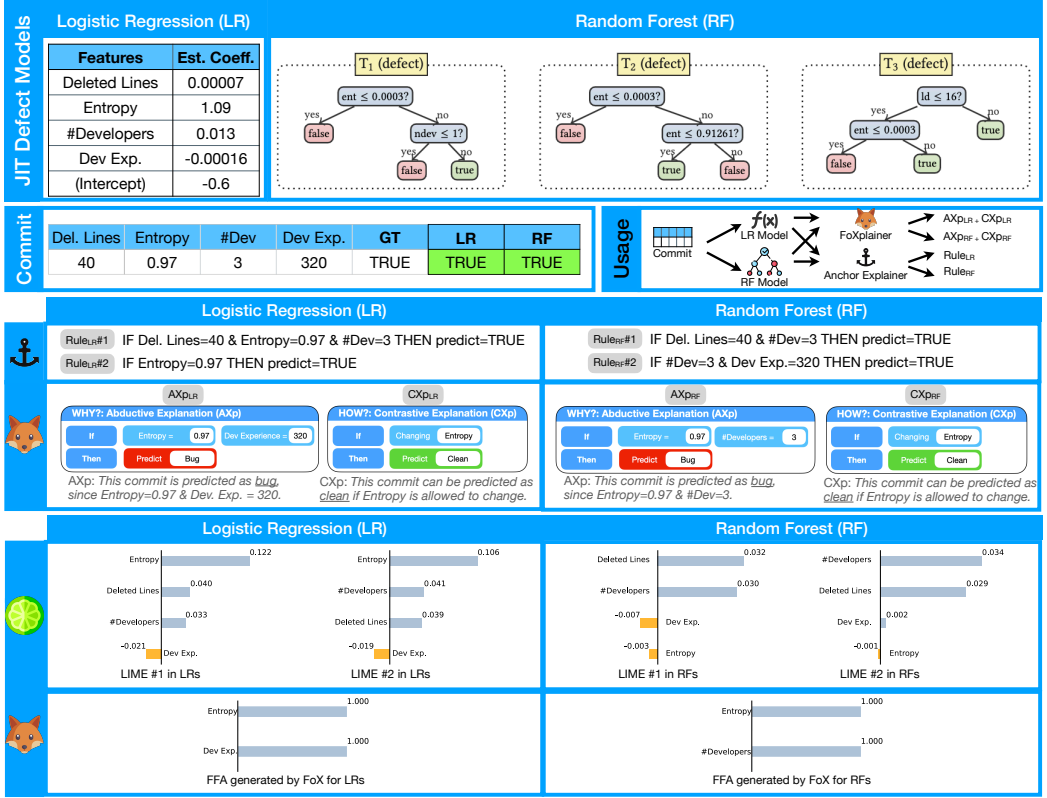 JIT Defect Models
Logistic Regression (LR)
Features Est. Coeff.
Deleted Lines 0.00007
Entropy 1.09
#Developers 0.013
Dev Exp. -0.00016
(Intercept) -0.6
Random Forest (RF)
T1 (defect)
ent ≤ 0.0003?
yes no
false ndev ≤ 1?
yes no
false true
T2 (defect)
ent ≤ 0.0003?
yes no
false ent ≤ 0.91261?
yes no
true false
T3 (defect)
ld ≤ 16?
yes no
ent ≤ 0.0003 true
yes no
false true
Commit
Del. Lines Entropy #Dev Dev Exp. GT LR RF
40 0.97 3 320 TRUE TRUE TRUE
Usage
Commit
f(x)
LR Model
RF Model
FoXplainer
Anchor Explainer
AXpLR + CXpLR
AXpRF + CXpRF
RuleLR
RuleRF
Logistic Regression (LR)
RuleLR#1 IF Del. Lines=40 & Entropy=0.97 & #Dev=3 THEN predict=TRUE
RuleLR#2 IF Entropy=0.97 THEN predict=TRUE
Random Forest (RF)
RuleRF#1 IF Del. Lines=40 & #Dev=3 THEN predict=TRUE
RuleRF#2 IF #Dev=3 & Dev Exp.=320 THEN predict=TRUE
AXpLR
WHY?: Abductive Explanation (AXp)
If Entropy = 0.97 Dev Experience = 320
Then Predict Bug
AXp: This commit is predicted as bug,
since Entropy=0.97 & Dev. Exp. = 320.
CXpLR
HOW?: Contrastive Explanation (CXp)
If Changing Entropy
Then Predict Clean
CXp: This commit can be predicted as
clean if Entropy is allowed to change.
AXpRF
WHY?: Abductive Explanation (AXp)
If Entropy = 0.97 #Developers = 3
Then Predict Bug
AXp: This commit is predicted as bug,
since Entropy=0.97 & #Dev=3.
CXpRF
HOW?: Contrastive Explanation (CXp)
If Changing Entropy
Then Predict Clean
CXp: This commit can be predicted as
clean if Entropy is allowed to change.
Logistic Regression (LR)
Entropy 0.122
Deleted Lines 0.040
#Developers 0.033
-0.021 Dev Exp.
LIME #1 in LRs
Entropy 0.106
#Developers 0.041
Deleted Lines 0.039
-0.019 Dev Exp.
LIME #2 in LRs
Random Forest (RF)
Deleted Lines 0.032
#Developers 0.030
-0.007 Dev Exp.
-0.003 Entropy
LIME #1 in RFs
#Developers 0.034
Deleted Lines 0.029
Dev Exp. 0.002
-0.001 Entropy
LIME #2 in RFs
Entropy 1.000
Dev Exp. 1.000
FFA generated by FoX for LRs
Entropy 1.000
#Developers 1.000
FFA generated by FoX for RFs